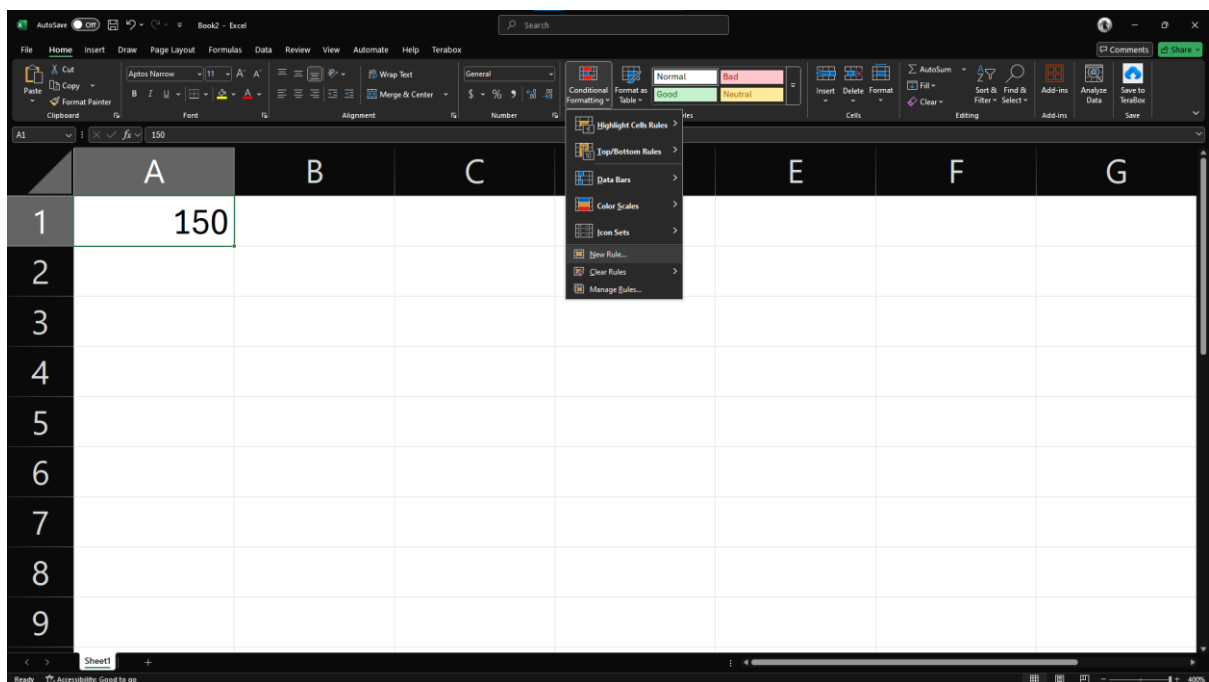 AutoSave Off Book2 - Excel Search
File Home Insert Draw Page Layout Formulas Data Review View Automate Help Terabox Comments Share
Cut
Copy
Format Painter
Paste
Clipboard
Aptos Narrow 11 A A
B I U A
Font
Wrap Text
Merge & Center
Alignment
General
$ % 9
Number
Conditional Formatting
Format as Table
Normal Bad
Good Neutral
Insert Delete Format
Cells
AutoSum
Fill
Clear
Sort & Filter
Find & Select
Editing
Add-ins
Add-ins
Analyze Data
Save to TeraBox
Save
A1 fx 150
Highlight Cells Rules
Top/Bottom Rules
Data Bars
Color Scales
Icon Sets
New Rule...
Clear Rules
Manage Rules...
A B C E F G
1 150
2
3
4
5
6
7
8
9
Sheet1 +
Ready Accessibility: Good to go 400%